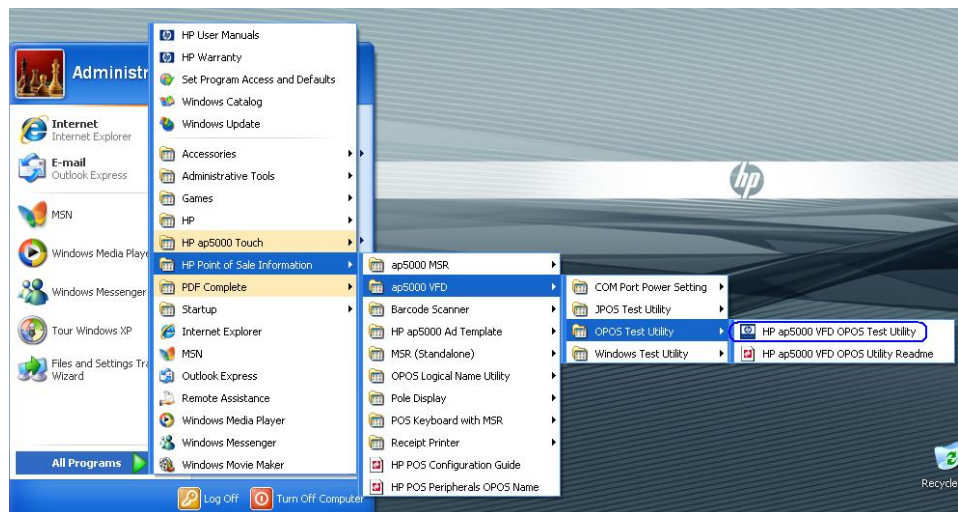 Administr
Internet
Internet Explorer
E-mail
Outlook Express
MSN
Windows Media Playe
Windows Messenger
Tour Windows XP
Files and Settings Tra
Wizard
All Programs
Log Off
Turn Off Computer
HP User Manuals
HP Warranty
Set Program Access and Defaults
Windows Catalog
Windows Update
Accessories
Administrative Tools
Games
HP
HP ap5000 Touch
HP Point of Sale Information
PDF Complete
Startup
Internet Explorer
MSN
Outlook Express
Remote Assistance
Windows Media Player
Windows Messenger
Windows Movie Maker
ap5000 MSR
ap5000 VFD
Barcode Scanner
HP ap5000 Ad Template
MSR (Standalone)
OPOS Logical Name Utility
Pole Display
POS Keyboard with MSR
Receipt Printer
HP POS Configuration Guide
HP POS Peripherals OPOS Name
COM Port Power Setting
JPOS Test Utility
OPOS Test Utility
Windows Test Utility
HP ap5000 VFD OPOS Test Utility
HP ap5000 VFD OPOS Utility Readme
hp
Recycle